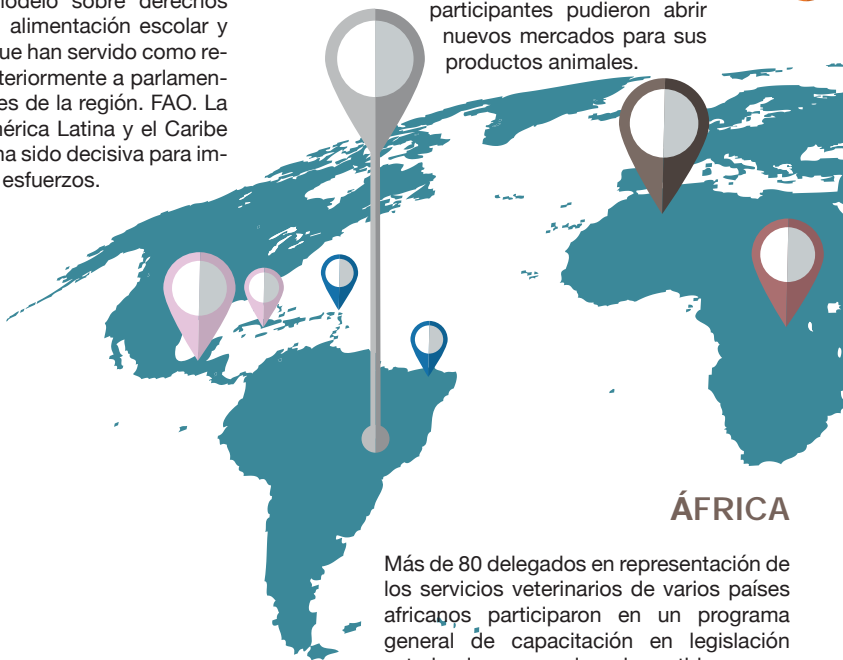 modelo sobre derechos
alimentación escolar y
que han servido como re-
teriormente a parlamen-
es de la región. FAO. La
mérica Latina y el Caribe
ha sido decisiva para im-
esfuerzos.
participantes pudieron abrir
nuevos mercados para sus
productos animales.
ÁFRICA
Más de 80 delegados en representación de
los servicios veterinarios de varios países
africanos participaron en un programa
general de capacitación en legislación